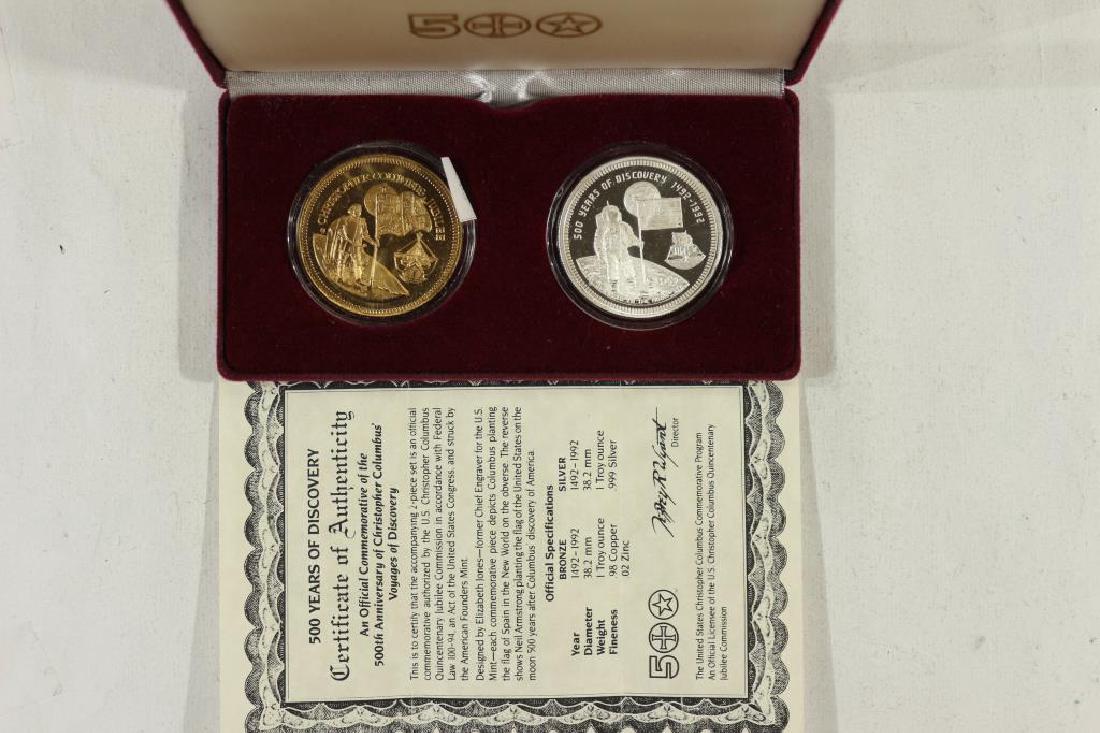 500
CHRISTOPHER COLUMBUS JUBILEE
500 YEARS OF DISCOVERY 1492-1992
500 YEARS OF DISCOVERY
Certificate of Authenticity
An Official Commemorative of the
500th Anniversary of Christopher Columbus'
Voyages of Discovery
This is to certify that the accompanying 2-piece set is an official
commemorative authorized by the U.S. Christopher Columbus
Quincentenary Jubilee Commission in accordance with Federal
Law 100-94, an Act of the United States Congress, and struck by
the American Founders Mint.
Designed by Elizabeth Jones—former Chief Engraver for the U.S.
Mint—each commemorative piece depicts Columbus planting
the flag of Spain in the New World on the obverse. The reverse
shows Neil Armstrong planting the flag of the United States on the
moon 500 years after Columbus' discovery of America.
Official Specifications
BRONZE SILVER
Year 1492-1992 1492-1992
Diameter 38.2 mm 38.2 mm
Weight 1 Troy ounce 1 Troy ounce
Fineness .98 Copper .999 Silver
.02 Zinc
500
Director
The United States Christopher Columbus Commemorative Program
An Official Licensee of the U.S. Christopher Columbus Quincentenary
Jubilee Commission